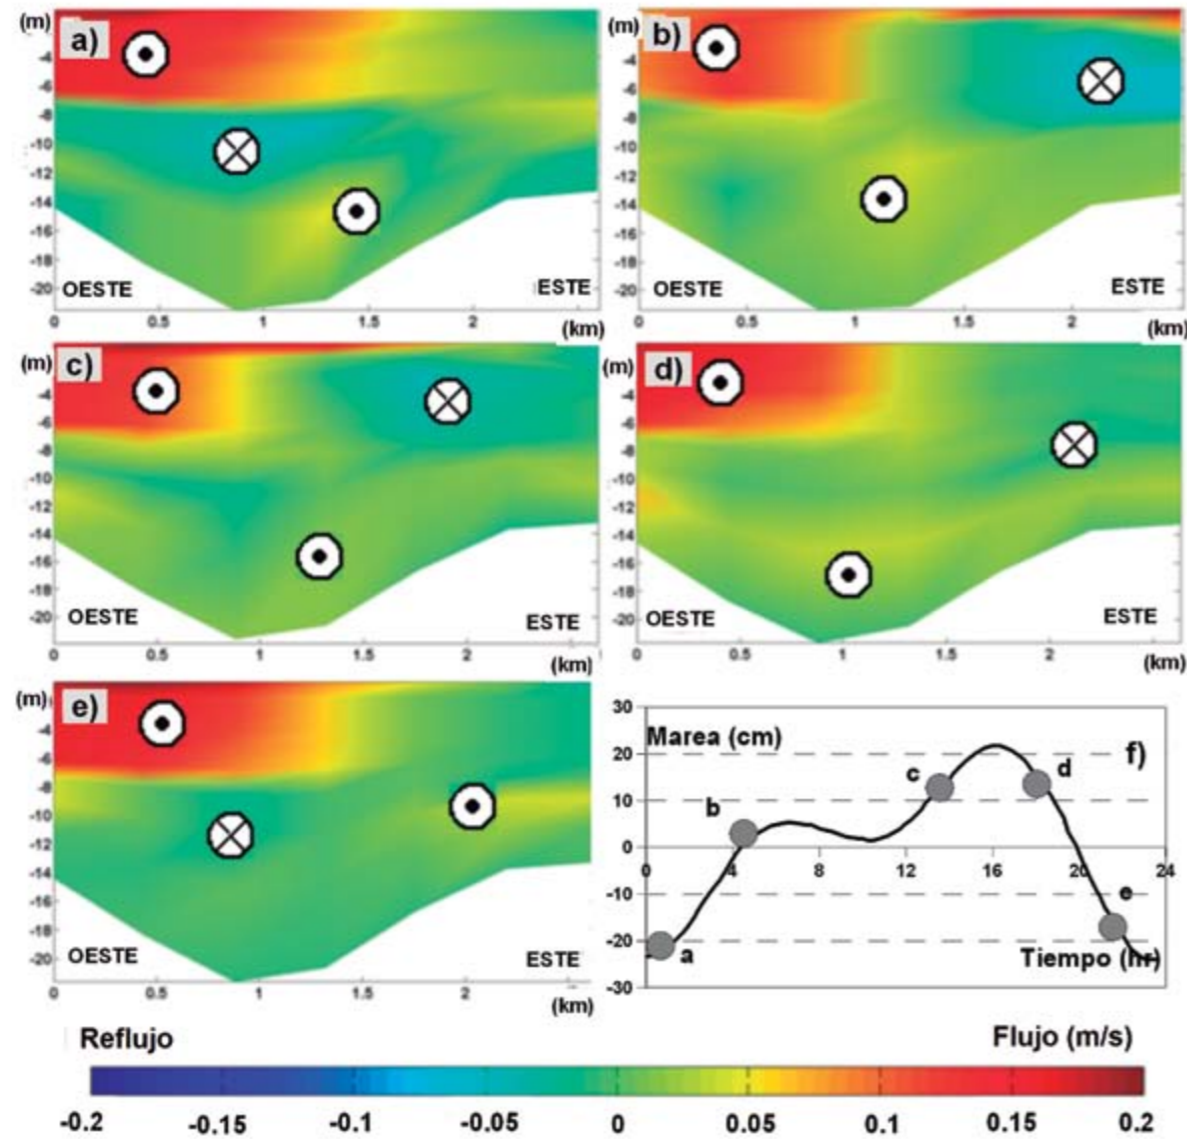 (m) a)
-4
-6
-8
-10
-12
-14
-16
-18
-20
OESTE ESTE
0 0.5 1 1.5 2 (km)
(m) b)
-4
-6
-8
-10
-12
-14
-16
-18
-20
OESTE ESTE
0 0.5 1 1.5 2 (km)
(m) c)
-4
-6
-8
-10
-12
-14
-16
-18
-20
OESTE ESTE
0 0.5 1 1.5 2 (km)
(m) d)
-4
-6
-8
-10
-12
-14
-16
-18
-20
OESTE ESTE
0 0.5 1 1.5 2 (km)
(m) e)
-4
-6
-8
-10
-12
-14
-16
-18
-20
OESTE ESTE
0 0.5 1 1.5 2 (km)
30
Marea (cm) f)
20
c d
10
b
0
0 4 8 12 16 20 24
-10
e
-20
a Tiempo (hr)
-30
Reflujo Flujo (m/s)
-0.2 -0.15 -0.1 -0.05 0 0.05 0.1 0.15 0.2